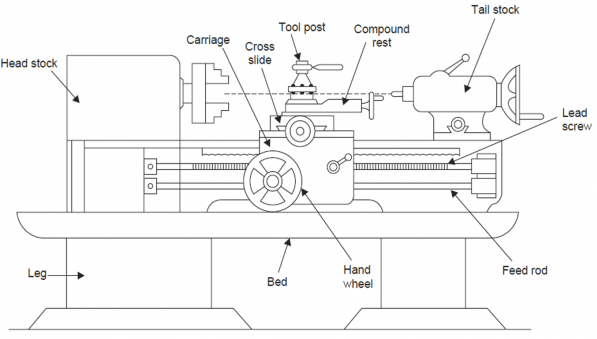 Tail stock
Tool post
Compound
rest
Carriage
Cross
slide
Head stock
Lead
screw
Leg
Bed
Hand
wheel
Feed rod